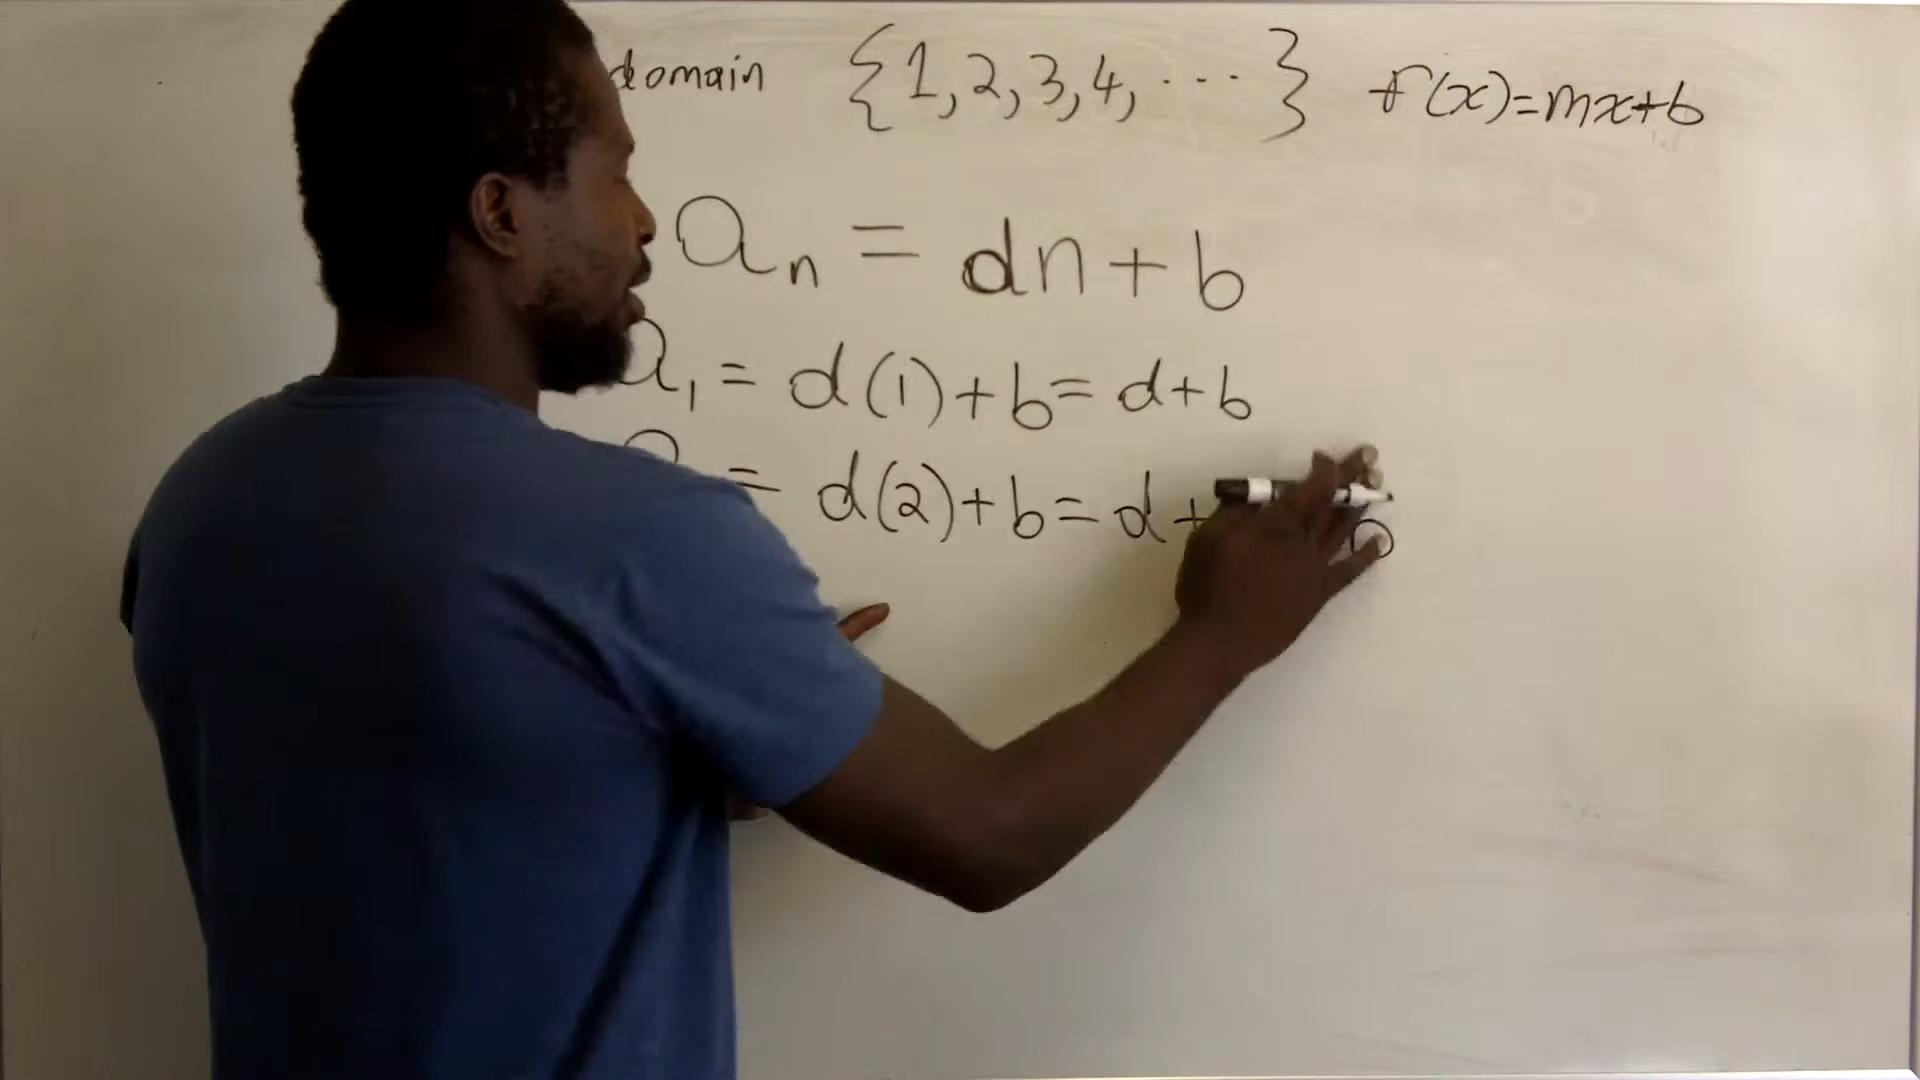 domain {1,2,3,4, ...} f(x)=mx+b
aₙ = dn+b
a₁ = d(1)+b= d+b
= d(2)+b= d+